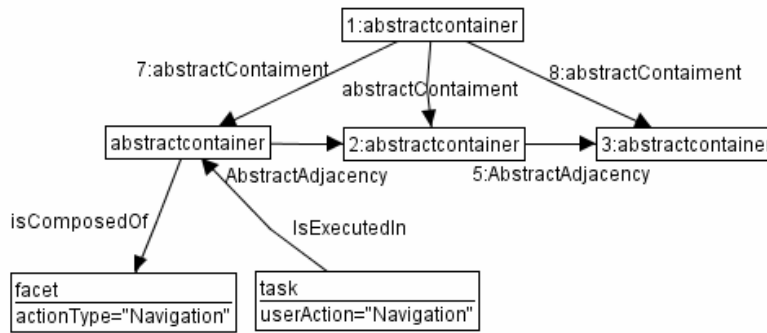 1:abstractcontainer
7:abstractContaiment
abstractContaiment
8:abstractContaiment
abstractcontainer
2:abstractcontainer
3:abstractcontainer
AbstractAdjacency
5:AbstractAdjacency
isComposedOf
IsExecutedIn
facet
actionType="Navigation"
task
userAction="Navigation"